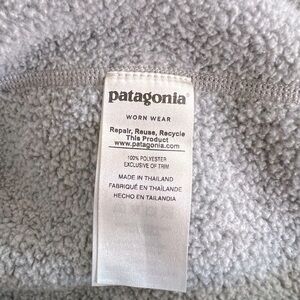 patagonia®
WORN WEAR
Repair, Reuse, Recycle
This Product
www.patagonia.com
100% POLYESTER
EXCLUSIVE OF TRIM
MADE IN THAILAND
FABRIQUÉ EN THAÏLANDE
HECHO EN TAILANDIA